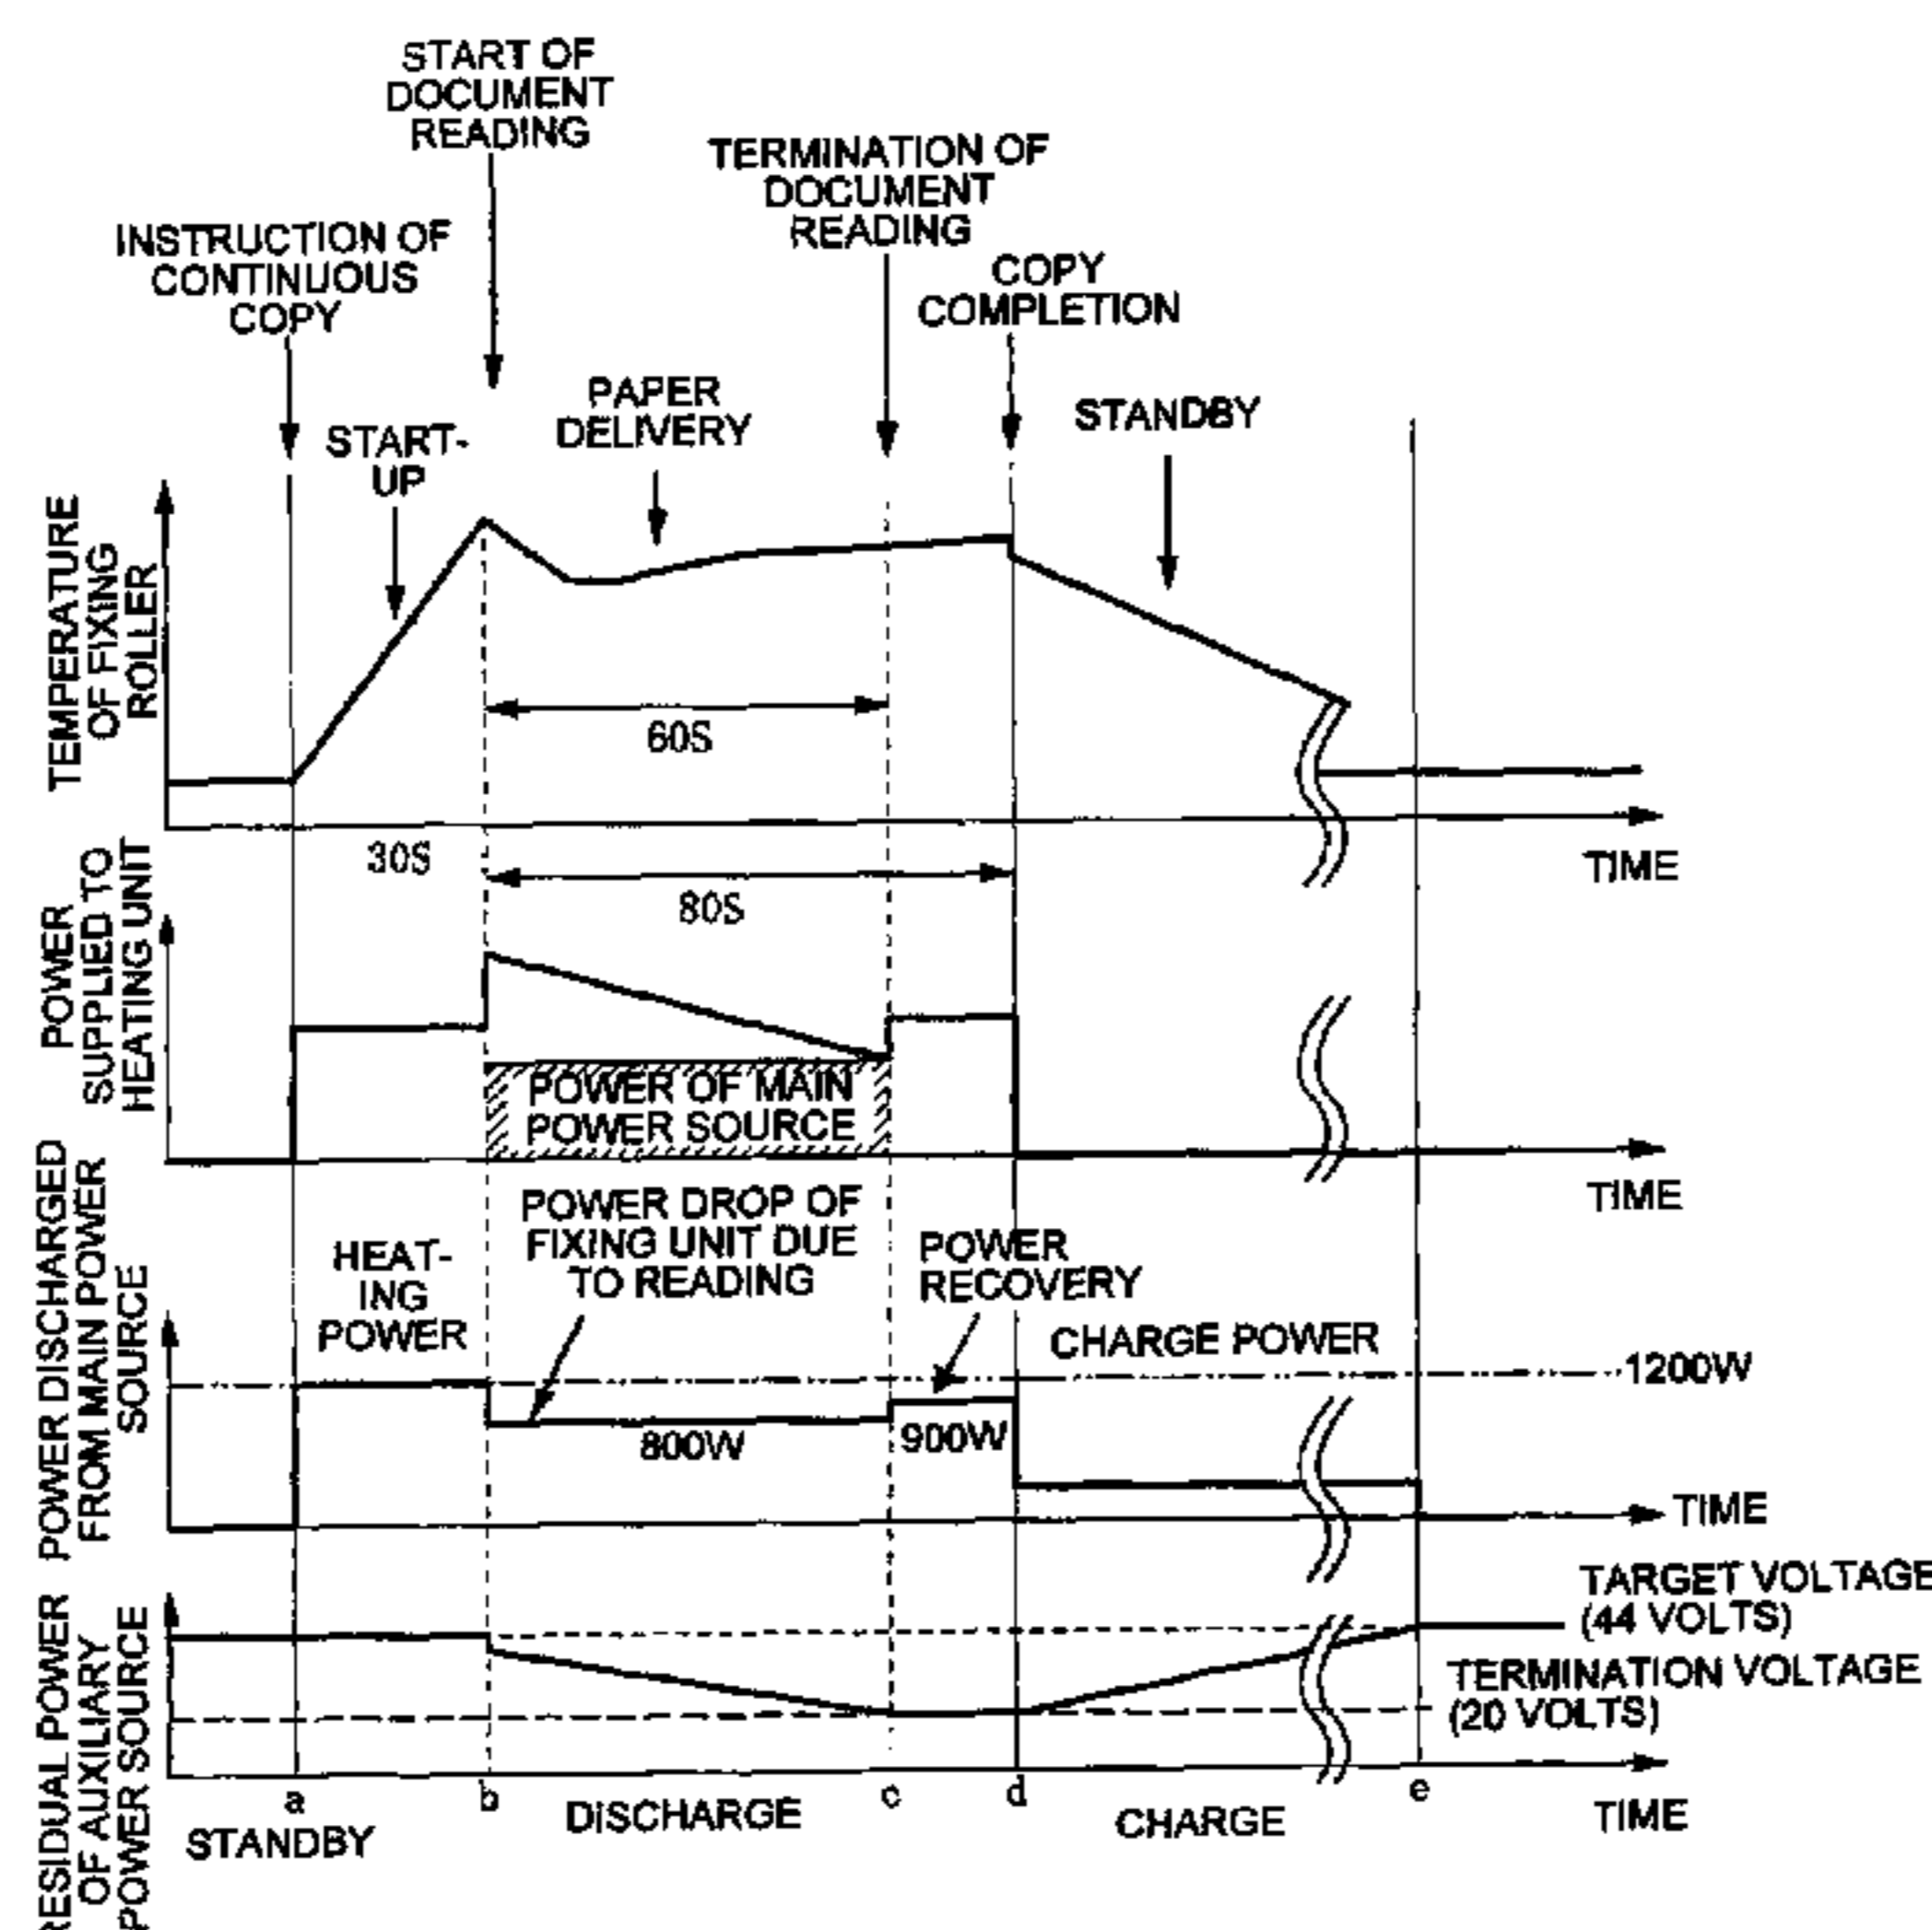 START OF
DOCUMENT
READING
TERMINATION OF
DOCUMENT
READING
INSTRUCTION OF
CONTINUOUS
COPY
COPY
COMPLETION
START-
UP
PAPER
DELIVERY
STANDBY
TEMPERATURE
OF FIXING
ROLLER
60S
30S
TIME
80S
POWER
SUPPLIED TO
HEATING UNIT
POWER OF MAIN
POWER SOURCE
TIME
POWER DISCHARGED
FROM MAIN POWER
SOURCE
HEAT-
ING
POWER
POWER DROP OF
FIXING UNIT DUE
TO READING
POWER
RECOVERY
CHARGE POWER
1200W
800W
900W
TIME
RESIDUAL POWER
OF AUXILIARY
POWER SOURCE
TARGET VOLTAGE
(44 VOLTS)
TERMINATION VOLTAGE
(20 VOLTS)
a
b
c
d
e
STANDBY
DISCHARGE
CHARGE
TIME